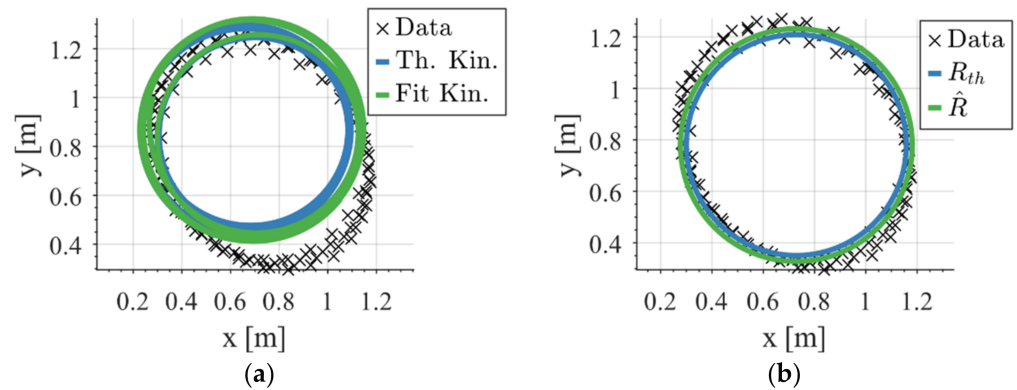 1.2
1
0.8
0.6
0.4
y [m]
0.2 0.4 0.6 0.8 1 1.2
x [m]
Data
Th. Kin.
Fit Kin.
(a)
1.2
1
0.8
0.6
0.4
y [m]
0.2 0.4 0.6 0.8 1 1.2
x [m]
Data
R_th
R̂
(b)